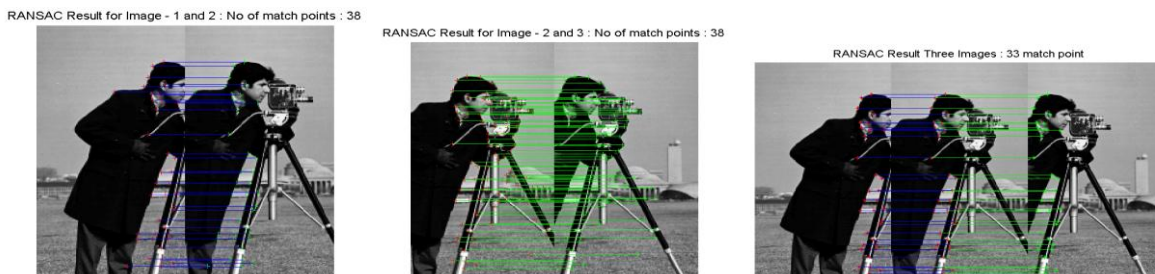 RANSAC Result for Image - 1 and 2 : No of match points : 38
RANSAC Result for Image - 2 and 3 : No of match points : 38
RANSAC Result Three Images : 33 match point